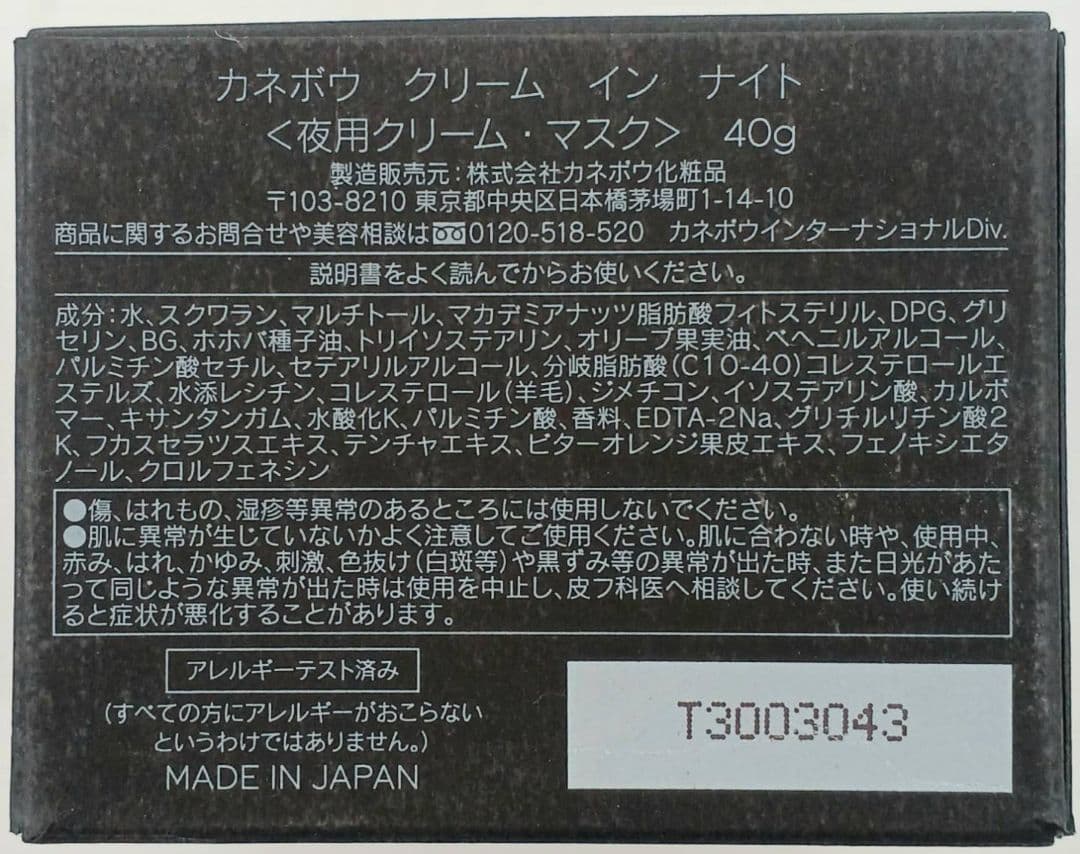 カネボウ クリーム イン ナイト
<夜用クリーム・マスク> 40g
製造販売元:株式会社カネボウ化粧品
〒103-8210 東京都中央区日本橋茅場町1-14-10
商品に関するお問合せや美容相談は 0120-518-520 カネボウインターナショナルDiv.
説明書をよく読んでからお使いください。
成分:水、スクワラン、マルチトール、マカデミアナッツ脂肪酸フィトステリル、DPG、グリ
セリン、BG、ホホバ種子油、トリイソステアリン、オリーブ果実油、ベヘニルアルコール、
パルミチン酸セチル、セテアリルアルコール、分岐脂肪酸(C10-40)コレステロールエ
ステルズ、水添レシチン、コレステロール(羊毛)、ジメチコン、イソステアリン酸、カルボ
マー、キサンタンガム、水酸化K、パルミチン酸、香料、EDTA-2Na、グリチルリチン酸2
K、フカスセラツスエキス、テンチャエキス、ビターオレンジ果皮エキス、フェノキシエタ
ノール、クロルフェネシン
●傷、はれもの、湿疹等異常のあるところには使用しないでください。
●肌に異常が生じていないかよく注意してご使用ください。肌に合わない時や、使用中、
赤み、はれ、かゆみ、刺激、色抜け(白斑等)や黒ずみ等の異常が出た時、また日光があた
って同じような異常が出た時は使用を中止し、皮フ科医へ相談してください。使い続け
ると症状が悪化することがあります。
アレルギーテスト済み
(すべての方にアレルギーがおこらない
というわけではありません。)
MADE IN JAPAN
T3003043